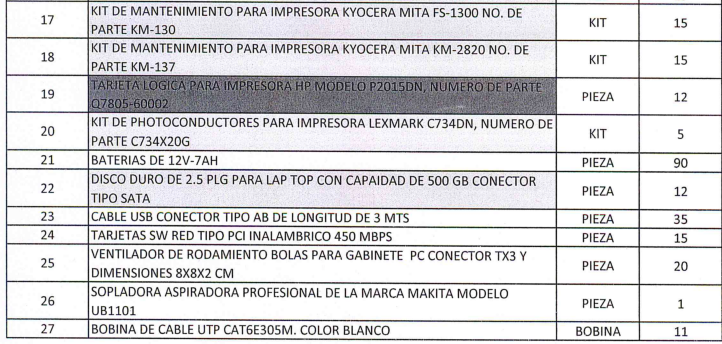 17 KIT DE MANTENIMIENTO PARA IMPRESORA KYOCERA MITA FS-1300 NO. DE KIT 15
PARTE KM-130
18 KIT DE MANTENIMIENTO PARA IMPRESORA KYOCERA MITA KM-2820 NO. DE KIT 15
PARTE KM-137
19 TARJETA LOGICA PARA IMPRESORA HP MODELO P2015DN, NUMERO DE PARTE PIEZA 12
Q7805-60002
20 KIT DE PHOTOCONDUCTORES PARA IMPRESORA LEXMARK C734DN, NUMERO DE KIT 5
PARTE C734X20G
21 BATERIAS DE 12V-7AH PIEZA 90
22 DISCO DURO DE 2.5 PLG PARA LAP TOP CON CAPAIDAD DE 500 GB CONECTOR PIEZA 12
TIPO SATA
23 CABLE USB CONECTOR TIPO AB DE LONGITUD DE 3 MTS PIEZA 35
24 TARJETAS SW RED TIPO PCI INALAMBRICO 450 MBPS PIEZA 15
25 VENTILADOR DE RODAMIENTO BOLAS PARA GABINETE PC CONECTOR TX3 Y PIEZA 20
DIMENSIONES 8X8X2 CM
26 SOPLADORA ASPIRADORA PROFESIONAL DE LA MARCA MAKITA MODELO PIEZA 1
UB1101
27 BOBINA DE CABLE UTP CAT6E305M. COLOR BLANCO BOBINA 11